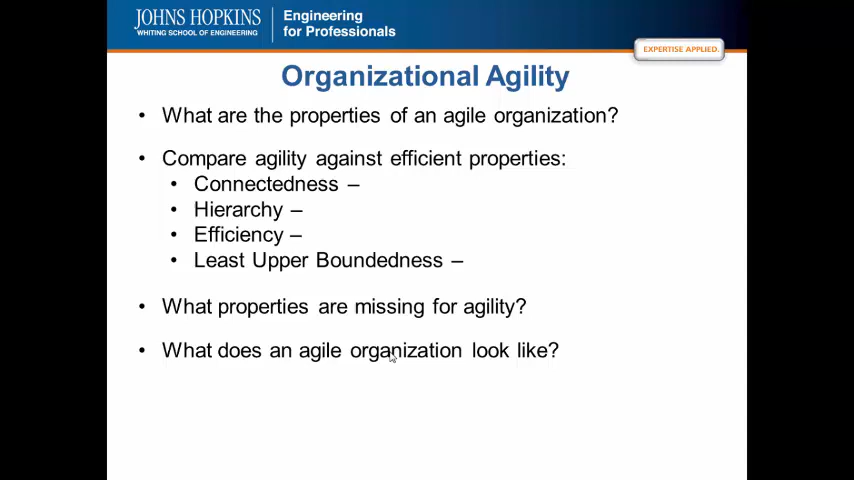 JOHNS HOPKINS
WHITING SCHOOL OF ENGINEERING
Engineering
for Professionals
EXPERTISE APPLIED.
Organizational Agility
• What are the properties of an agile organization?
• Compare agility against efficient properties:
• Connectedness –
• Hierarchy –
• Efficiency –
• Least Upper Boundedness –
• What properties are missing for agility?
• What does an agile organization look like?